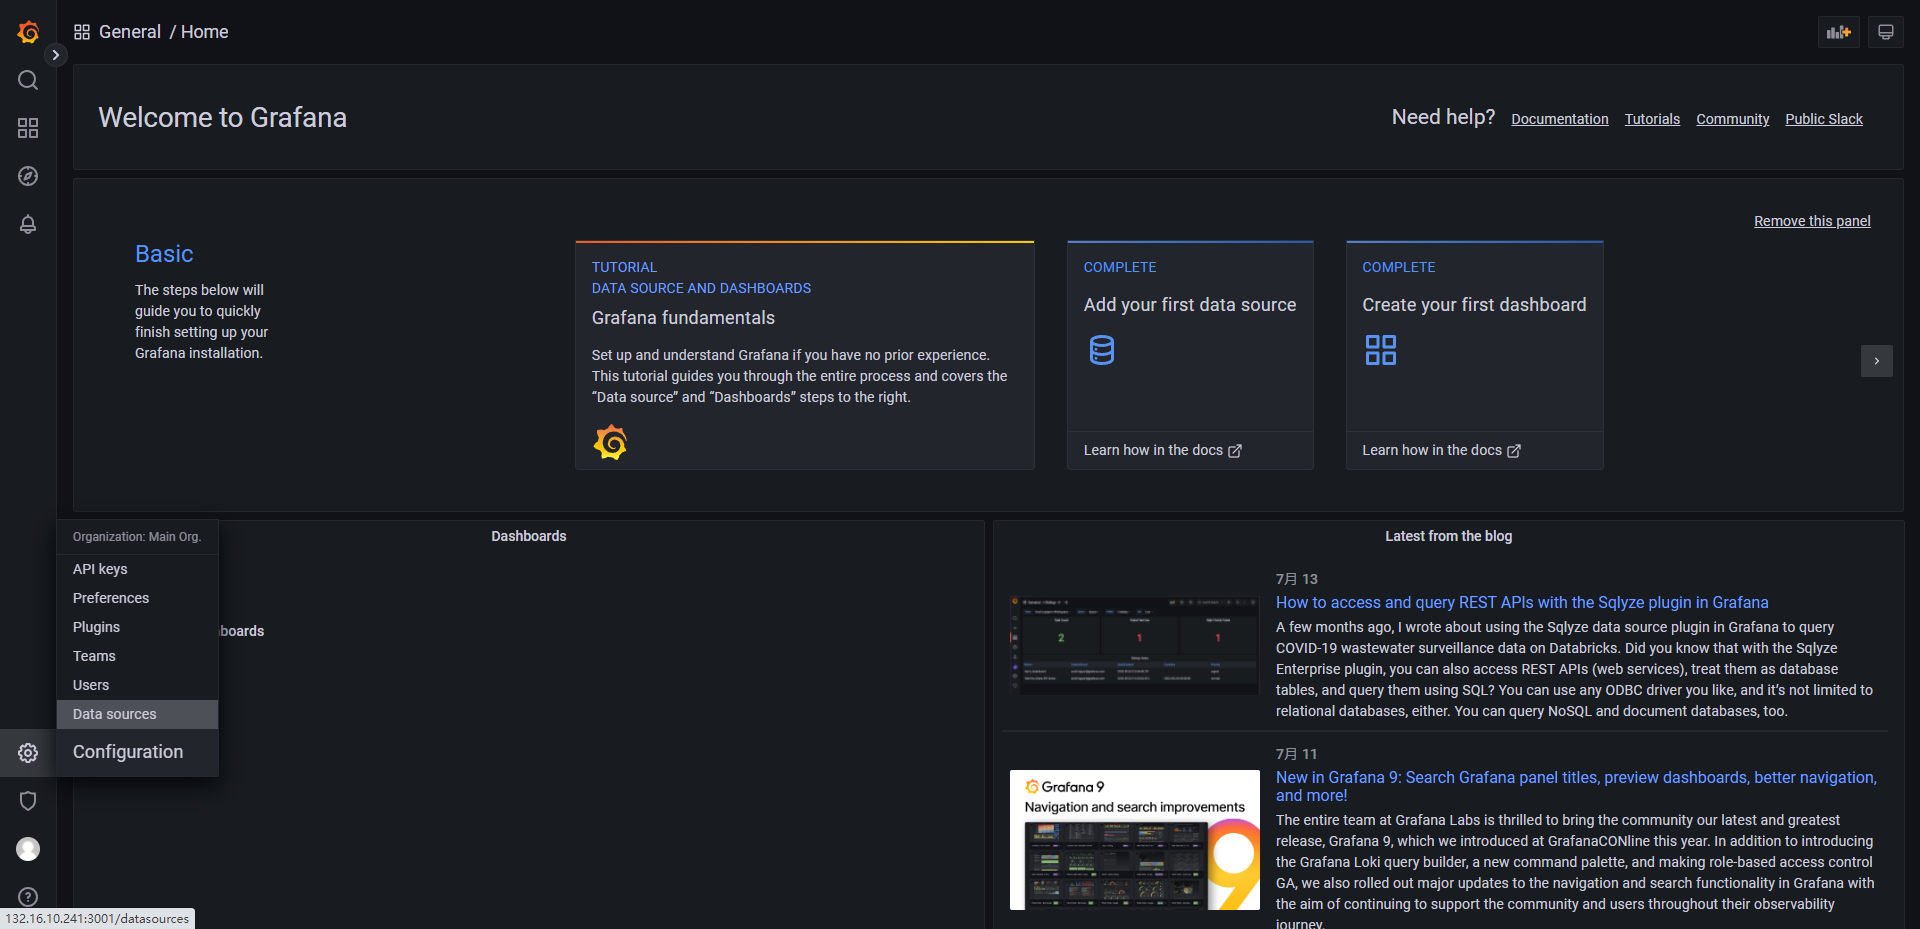 General / Home
Welcome to Grafana
Need help? Documentation Tutorials Community Public Slack
Remove this panel
Basic
The steps below will
guide you to quickly
finish setting up your
Grafana installation.
TUTORIAL
DATA SOURCE AND DASHBOARDS
Grafana fundamentals
Set up and understand Grafana if you have no prior experience.
This tutorial guides you through the entire process and covers the
“Data source” and “Dashboards” steps to the right.
COMPLETE
Add your first data source
Learn how in the docs
COMPLETE
Create your first dashboard
Learn how in the docs
Organization: Main Org.
API keys
Preferences
Plugins
Teams
Users
Data sources
Configuration
Dashboards
boards
Latest from the blog
7月 13
How to access and query REST APIs with the Sqlyze plugin in Grafana
A few months ago, I wrote about using the Sqlyze data source plugin in Grafana to query
COVID-19 wastewater surveillance data on Databricks. Did you know that with the Sqlyze
Enterprise plugin, you can also access REST APIs (web services), treat them as database
tables, and query them using SQL? You can use any ODBC driver you like, and it’s not limited to
relational databases, either. You can query NoSQL and document databases, too.
2
1
1
7月 11
New in Grafana 9: Search Grafana panel titles, preview dashboards, better navigation,
and more!
The entire team at Grafana Labs is thrilled to bring the community our latest and greatest
release, Grafana 9, which we introduced at GrafanaCONline this year. In addition to introducing
the Grafana Loki query builder, a new command palette, and making role-based access control
GA, we also rolled out major updates to the navigation and search functionality in Grafana with
the aim of continuing to support the community and users throughout their observability
journey.
Grafana 9
Navigation and search improvements
9
132.16.10.241:3001/datasources